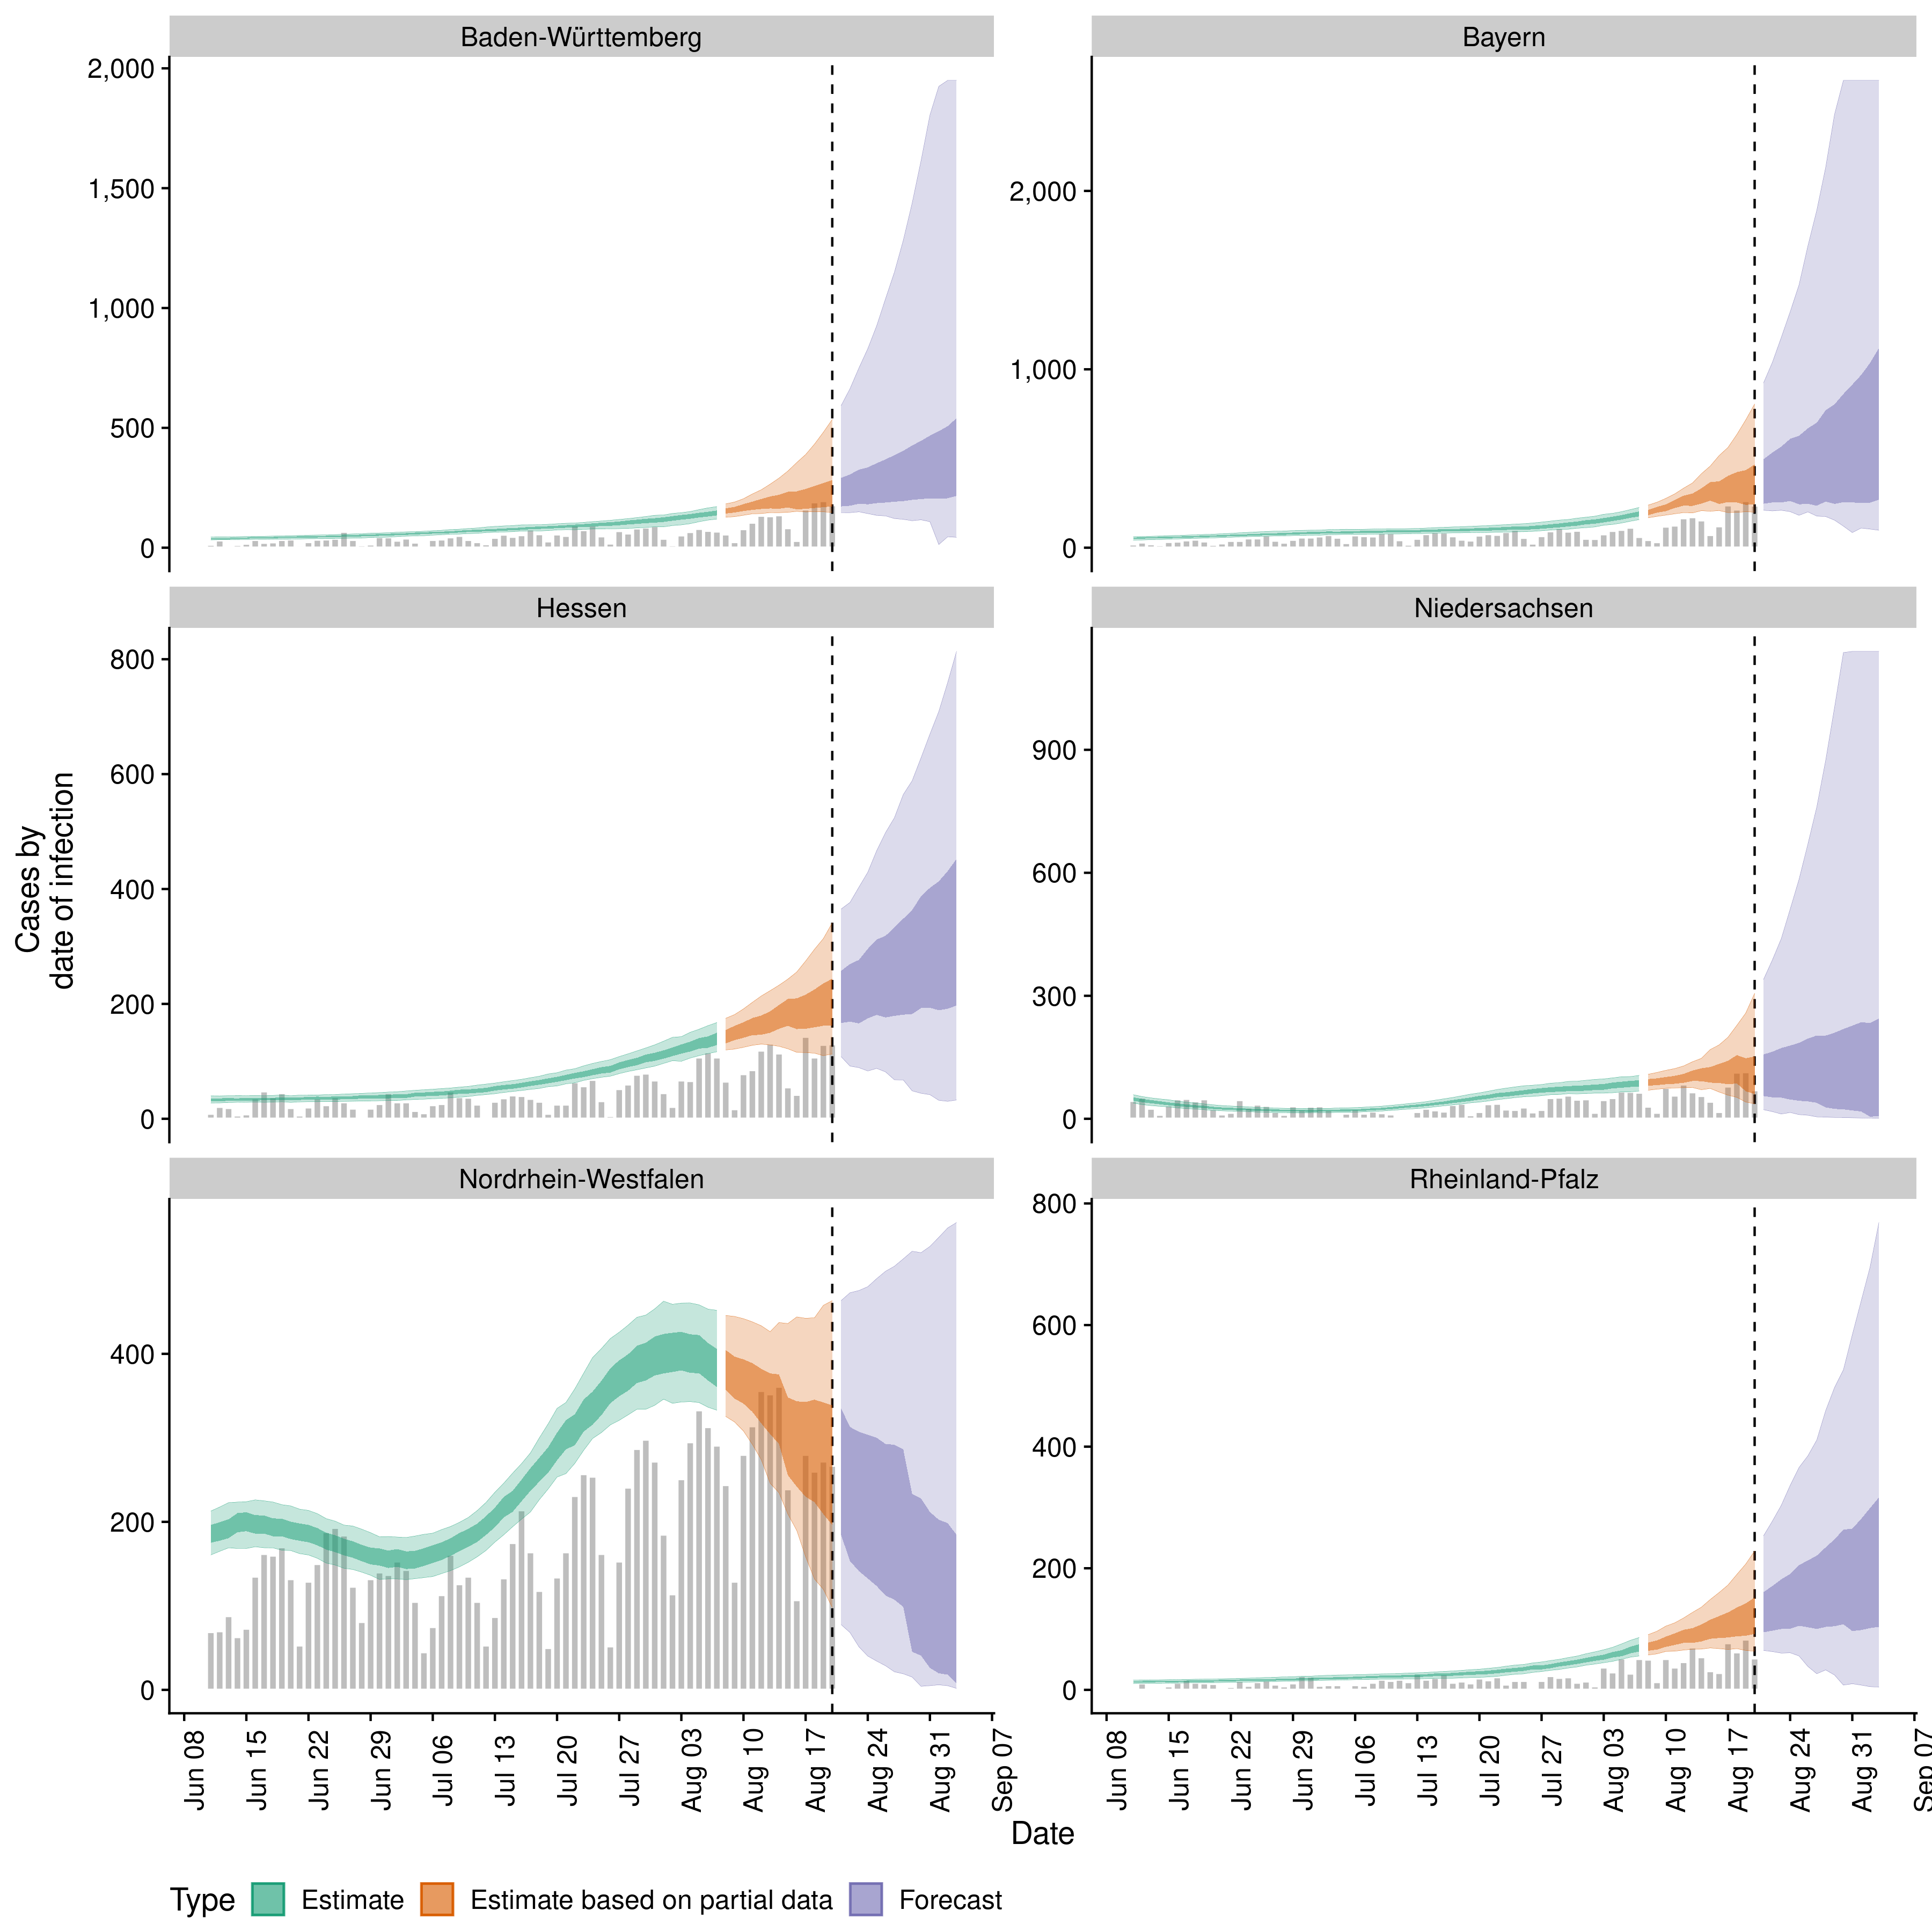 Baden-Württemberg
Bayern
2,000
1,500
1,000
500
0
2,000
1,000
0
Hessen
Niedersachsen
800
600
400
200
0
900
600
300
0
Nordrhein-Westfalen
Rheinland-Pfalz
400
200
0
800
600
400
200
0
Cases by
date of infection
Jun 08
Jun 15
Jun 22
Jun 29
Jul 06
Jul 13
Jul 20
Jul 27
Aug 03
Aug 10
Aug 17
Aug 24
Aug 31
Sep 07
Jun 08
Jun 15
Jun 22
Jun 29
Jul 06
Jul 13
Jul 20
Jul 27
Aug 03
Aug 10
Aug 17
Aug 24
Aug 31
Sep 07
Date
Type Estimate Estimate based on partial data Forecast